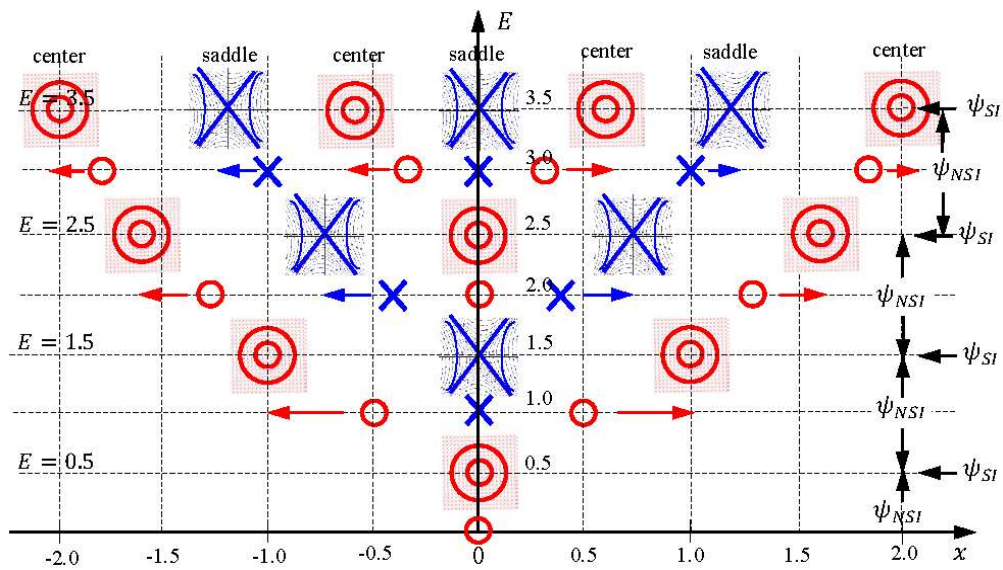 E
center saddle center saddle center saddle center
E = 3.5 3.5 ψSI
3.0 ψNSI
E = 2.5 2.5 ψSI
2.0 ψNSI
E = 1.5 1.5 ψSI
1.0 ψNSI
E = 0.5 0.5 ψSI
ψNSI
-2.0 -1.5 -1.0 -0.5 0 0.5 1.0 1.5 2.0 x